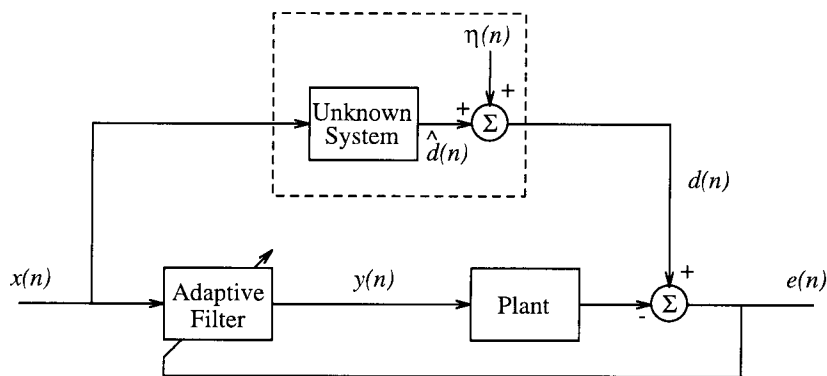 η(n)
+
+
Unknown
System
Σ
d̂(n)
d(n)
x(n)
y(n)
+
e(n)
Adaptive
Filter
Plant
Σ
-